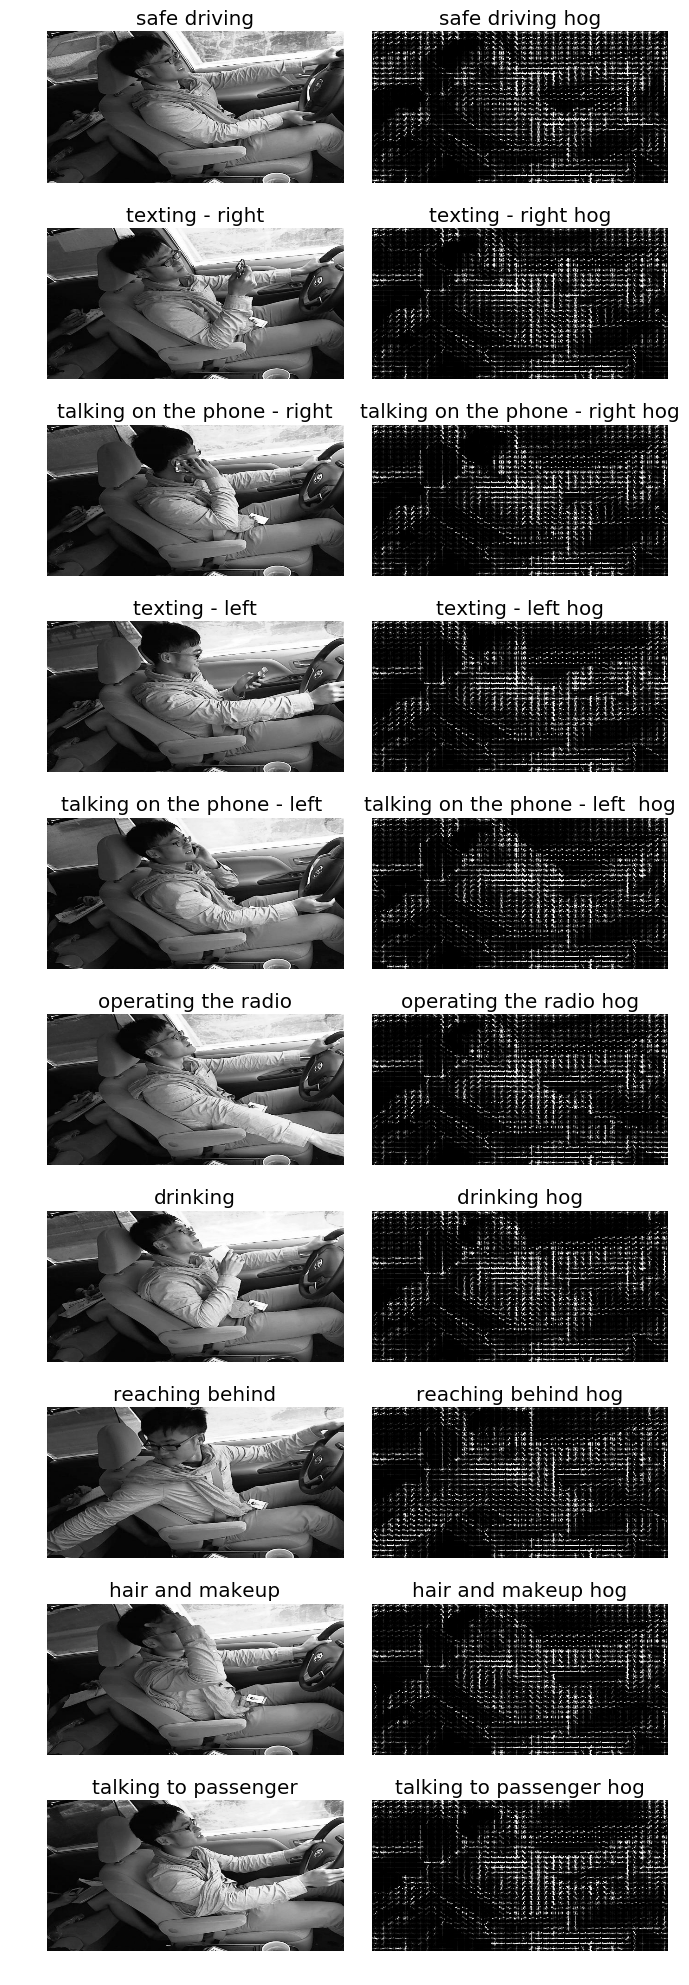 safe driving
safe driving hog
texting - right
texting - right hog
talking on the phone - right
talking on the phone - right hog
texting - left
texting - left hog
talking on the phone - left
talking on the phone - left  hog
operating the radio
operating the radio hog
drinking
drinking hog
reaching behind
reaching behind hog
hair and makeup
hair and makeup hog
talking to passenger
talking to passenger hog